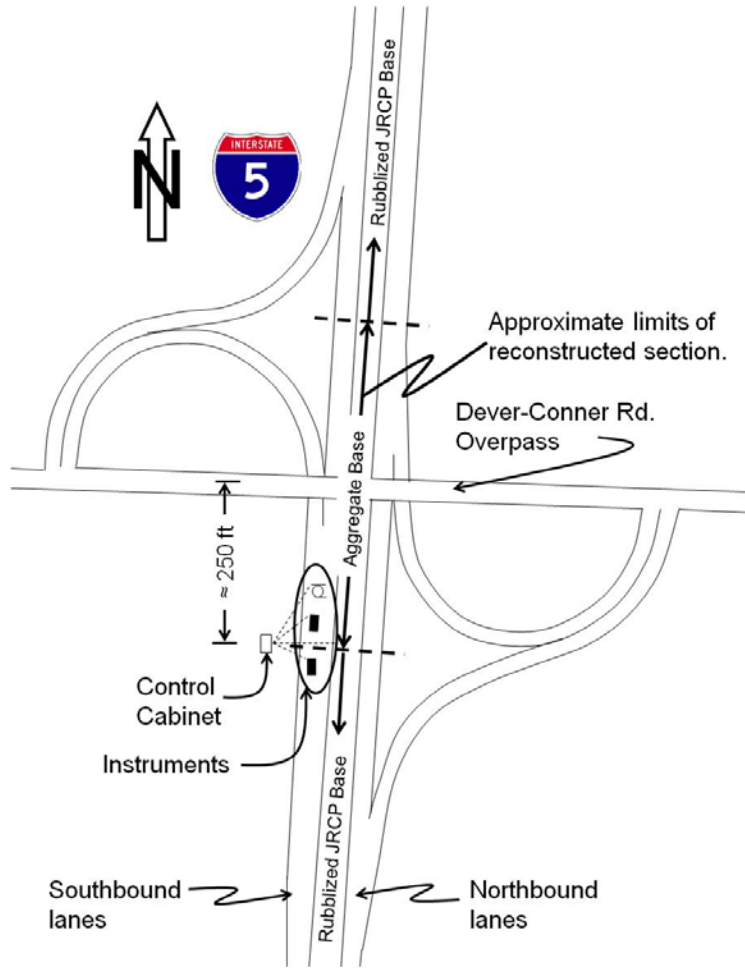 Rubblized JRCP Base
N
INTERSTATE
5
Approximate limits of
reconstructed section.
Dever-Conner Rd.
Overpass
Aggregate Base
≈ 250 ft
Control
Cabinet
Instruments
Rubblized JRCP Base
Southbound
lanes
Northbound
lanes